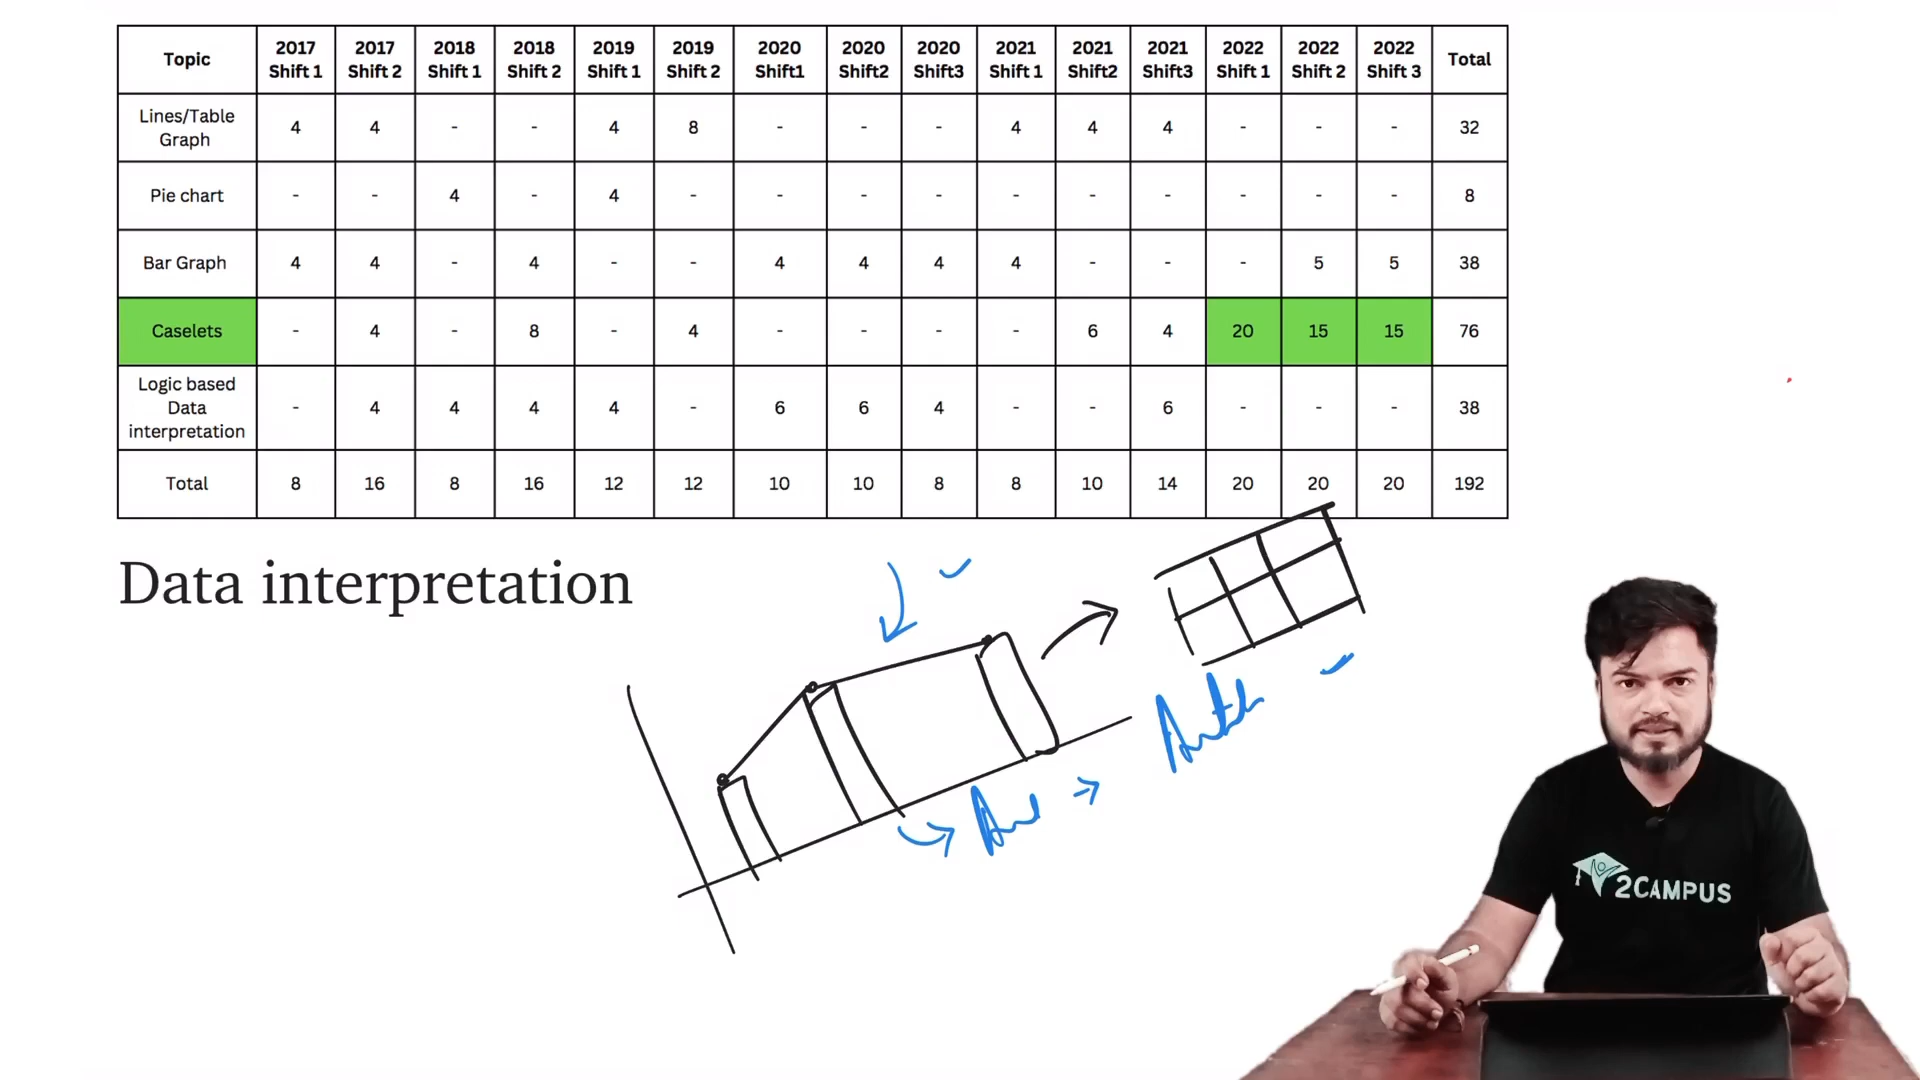 Topic 2017 Shift 1 2017 Shift 2 2018 Shift 1 2018 Shift 2 2019 Shift 1 2019 Shift 2 2020 Shift1 2020 Shift2 2020 Shift3 2021 Shift 1 2021 Shift2 2021 Shift3 2022 Shift 1 2022 Shift 2 2022 Shift 3 Total
Lines/Table Graph 4 4 - - 4 8 - - - 4 4 4 - - - 32
Pie chart - - 4 - 4 - - - - - - - - - - 8
Bar Graph 4 4 - 4 - - 4 4 4 4 - - - 5 5 38
Caselets - 4 - 8 - 4 - - - - 6 4 20 15 15 76
Logic based Data interpretation - 4 4 4 4 - 6 6 4 - - 6 - - - 38
Total 8 16 8 16 12 12 10 10 8 8 10 14 20 20 20 192
Data interpretation
2CAMPUS